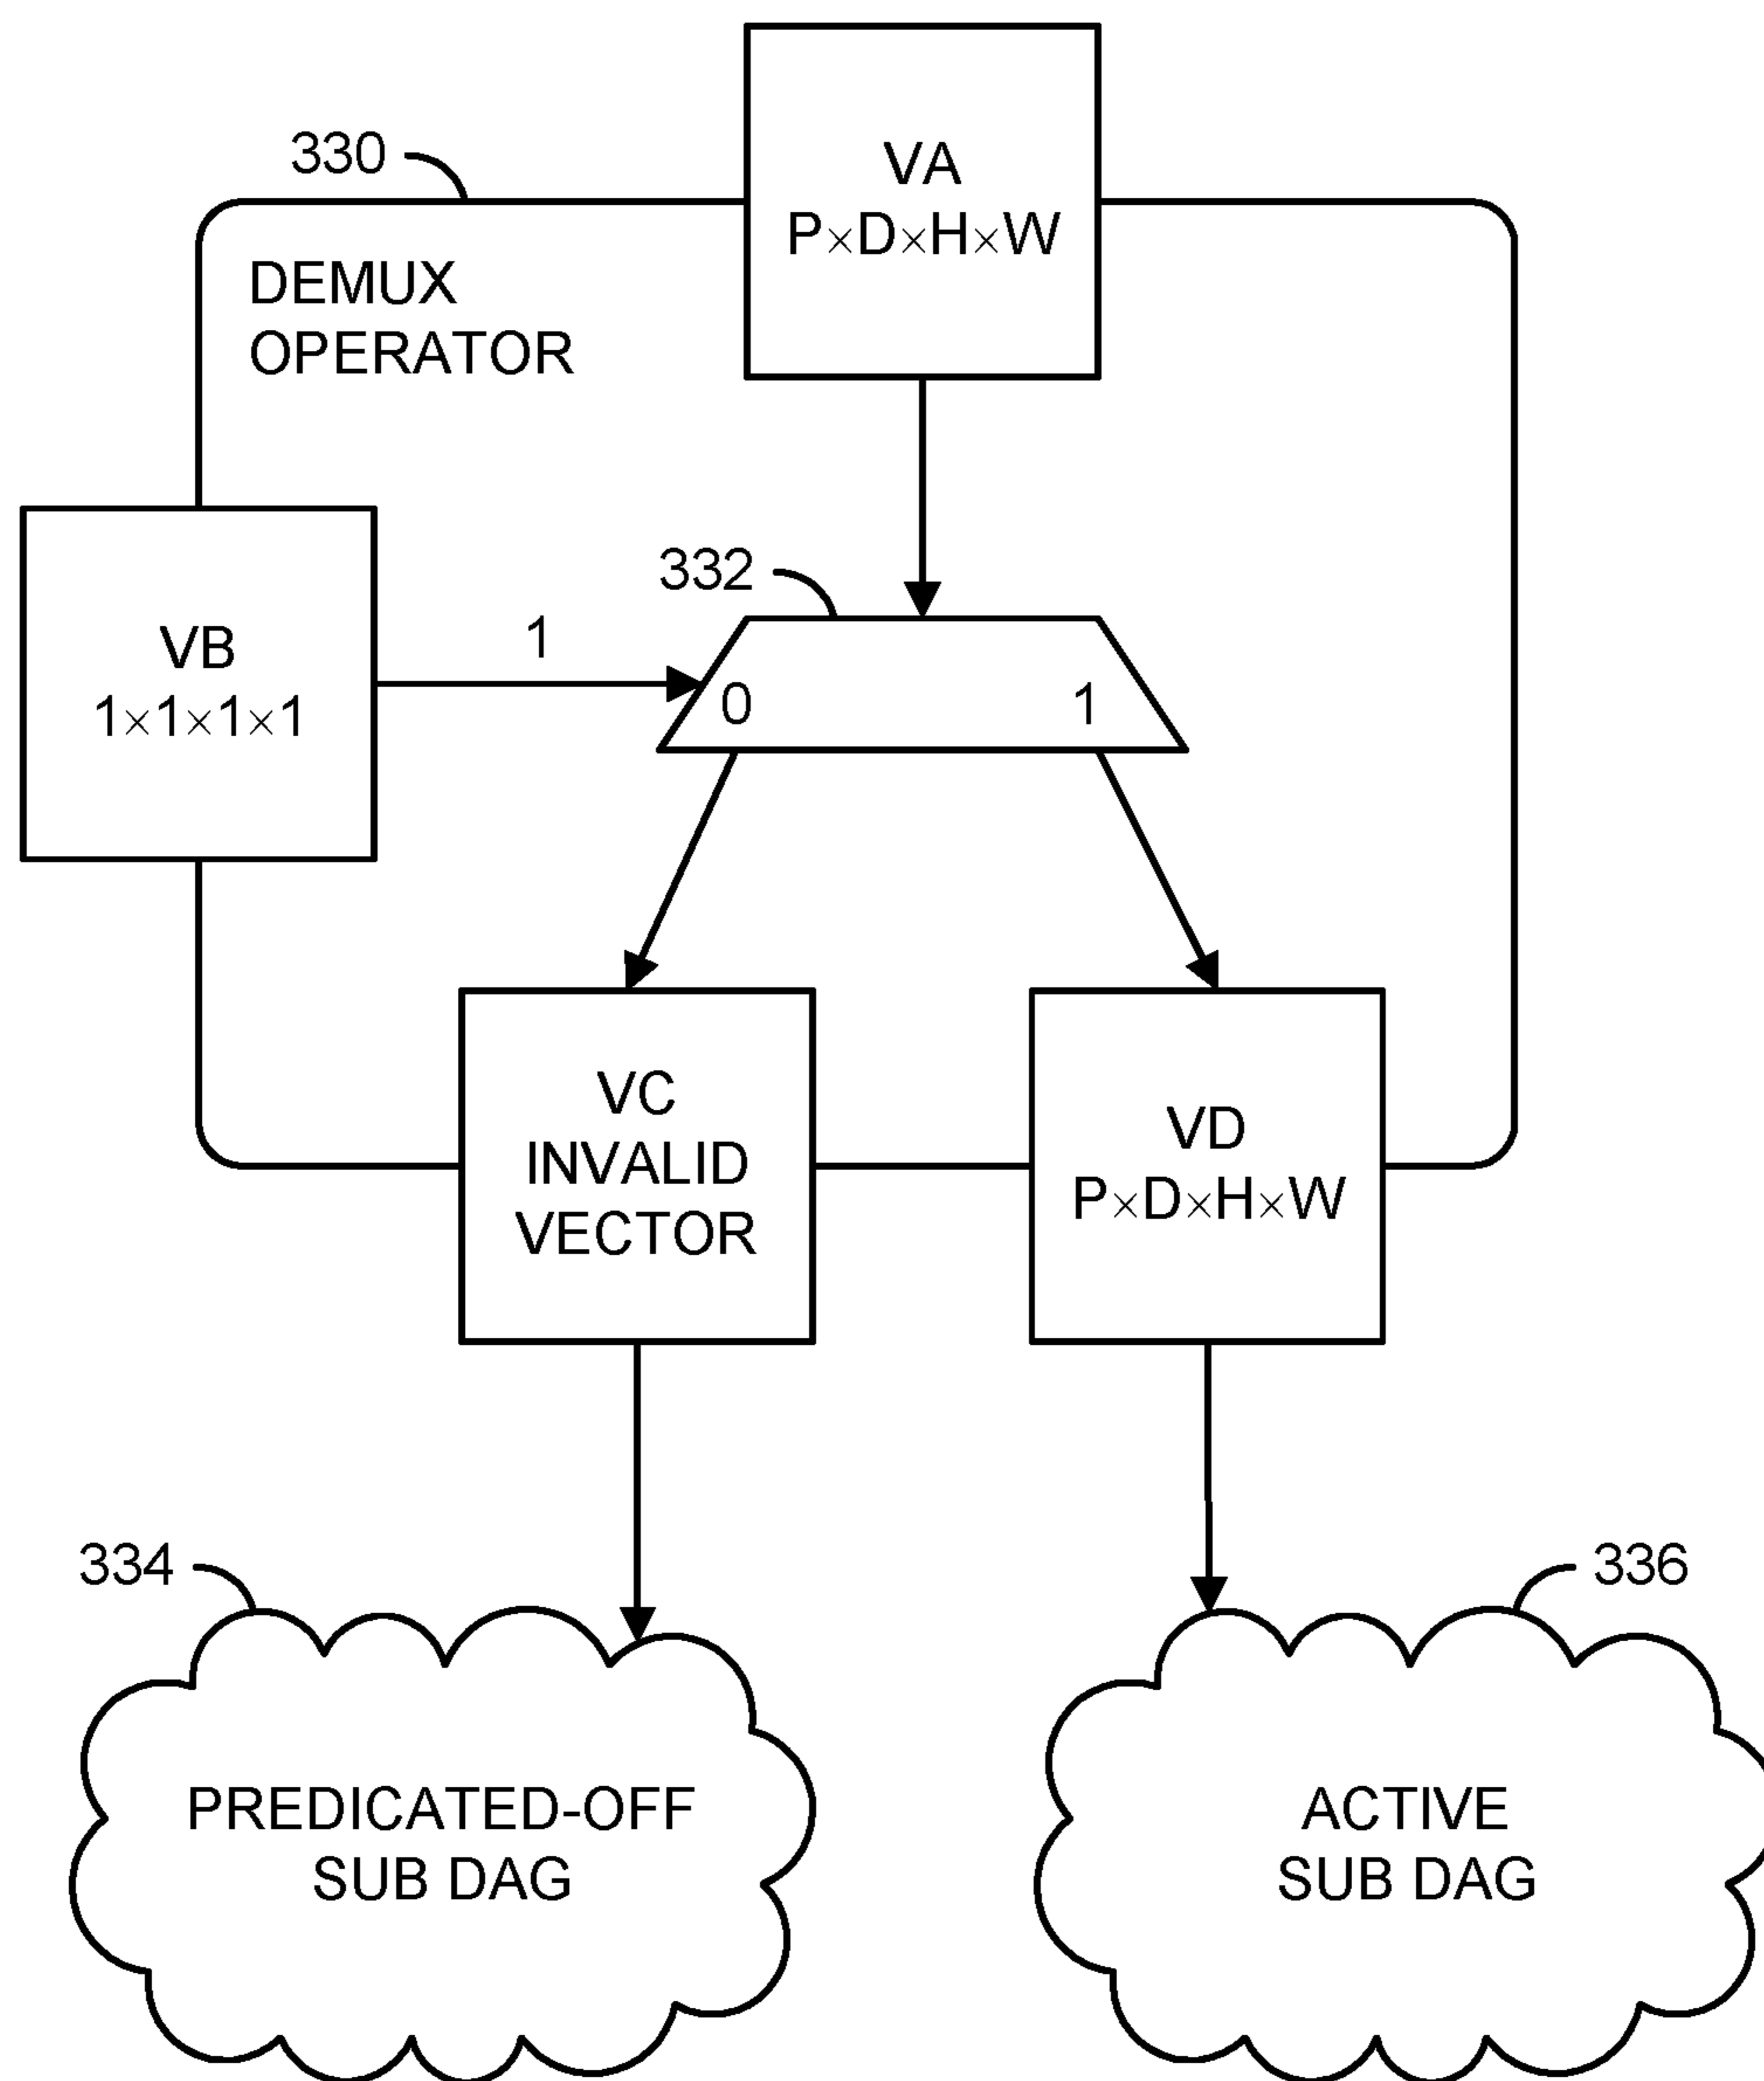 VA
P×D×H×W
330
DEMUX
OPERATOR
332
VB
1×1×1×1
1
0 1
VC
INVALID
VECTOR
VD
P×D×H×W
334
336
PREDICATED-OFF
SUB DAG
ACTIVE
SUB DAG